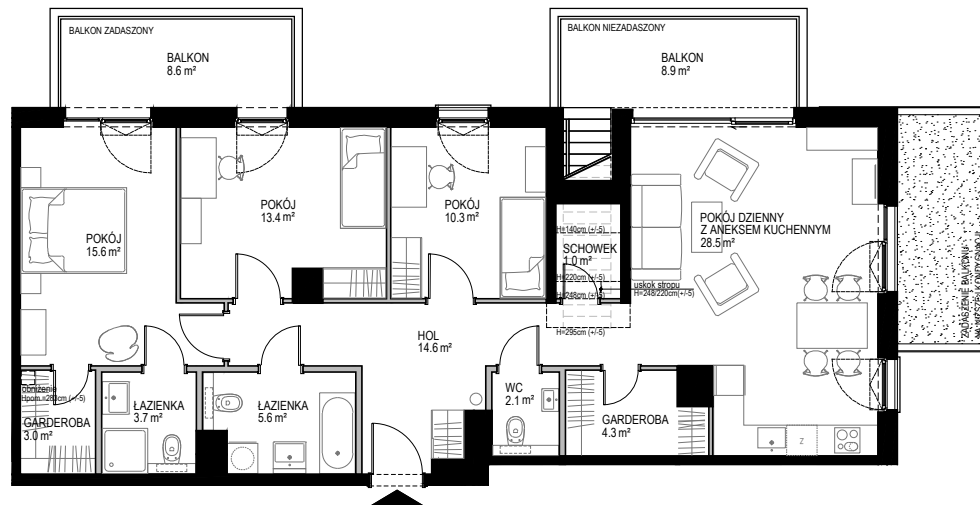 BALKON ZADASZONY
BALKON
8.6 m²
BALKON NIEZADASZONY
BALKON
8.9 m²
POKÓJ
15.6 m²
POKÓJ
13.4 m²
POKÓJ
10.3 m²
H=140cm (+/-5)
SCHOWEK
1.0 m²
H=220cm (+/-5)
H=248cm (+/-5)
H=295cm (+/-5)
uskok stropu
H=248/220cm(+/-5)
POKÓJ DZIENNY
Z ANEKSEM KUCHENNYM
28.5 m²
ZADASZENIE BALKONU
HOL
14.6 m²
obniżenie
Hpom.=283cm (+/-5)
GARDEROBA
3.0 m²
ŁAZIENKA
3.7 m²
ŁAZIENKA
5.6 m²
WC
2.1 m²
GARDEROBA
4.3 m²
Z